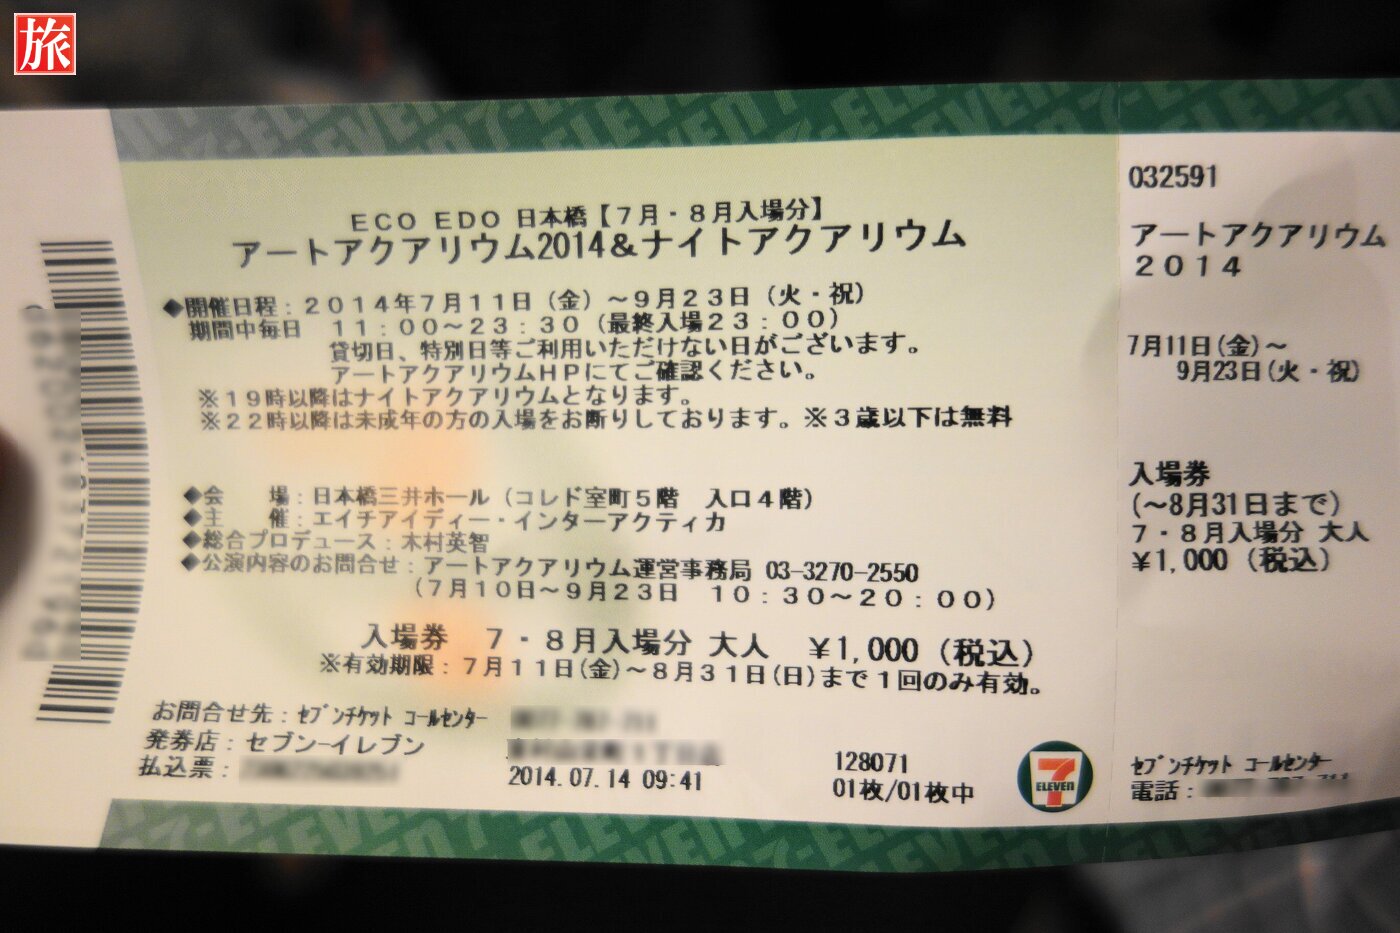 旅
ECO EDO 日本橋【7月・8月入場分】
アートアクアリウム2014&ナイトアクアリウム
◆開催日程：2014年7月11日（金）～9月23日（火・祝）
期間中毎日 11：00～23：30（最終入場23：00）
貸切日、特別日等ご利用いただけない日がございます。
アートアクアリウムHPにてご確認ください。
※19時以降はナイトアクアリウムとなります。
※22時以降は未成年の方の入場をお断りしております。※3歳以下は無料
◆会 場：日本橋三井ホール（コレド室町5階 入口4階）
◆主 催：エイチアイディー・インターアクティカ
◆総合プロデュース：木村英智
◆公演内容のお問合せ：アートアクアリウム運営事務局 03-3270-2550
（7月10日～9月23日 10：30～20：00）
入場券 7・8月入場分 大人 ¥1,000（税込）
※有効期限：7月11日(金)～8月31日(日)まで1回のみ有効。
お問合せ先：ｾﾌﾞﾝﾁｹｯﾄ ｺｰﾙｾﾝﾀｰ
発券店：セブン-イレブン
払込票：
2014.07.14 09:41
128071
01枚/01枚中
7 ELEVEN
032591
アートアクアリウム
2014
7月11日(金)～
9月23日(火・祝)
入場券
(～8月31日まで)
7・8月入場分 大人
¥1,000（税込）
ｾﾌﾞﾝﾁｹｯﾄ ｺｰﾙｾﾝﾀｰ
電話：